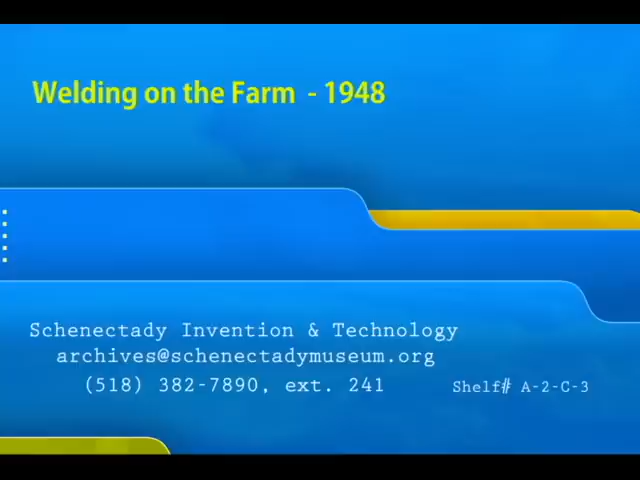 Welding on the Farm - 1948
Schenectady Invention & Technology
archives@schenectadymuseum.org
(518) 382-7890, ext. 241
Shelf# A-2-C-3